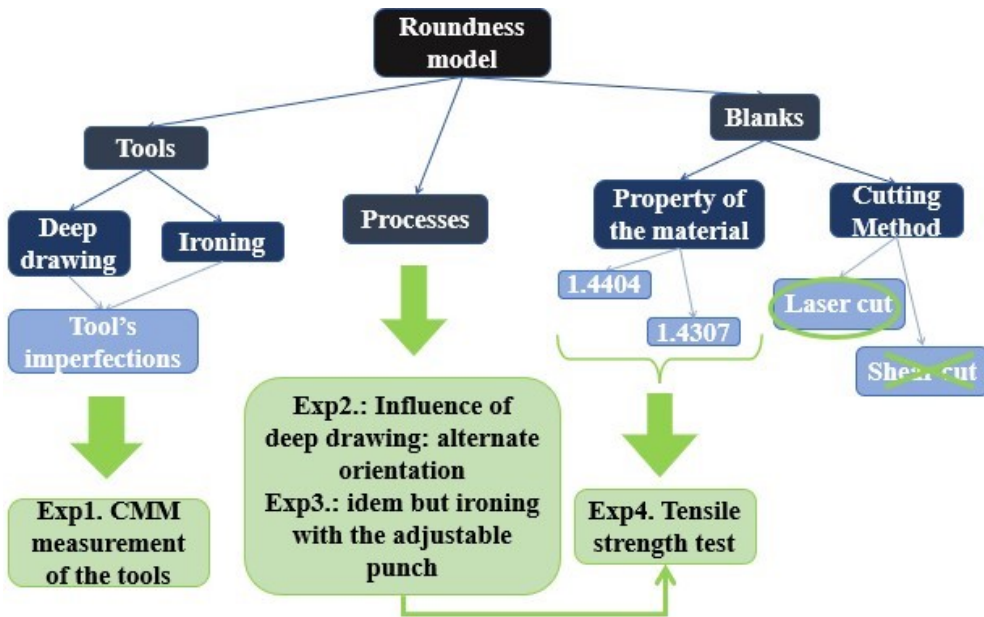 Roundness
model
Tools
Blanks
Deep
drawing
Ironing
Processes
Property of
the material
Cutting
Method
1.4404
1.4307
Laser cut
Shear cut
Tool's
imperfections
Exp1. CMM
measurement
of the tools
Exp2.: Influence of
deep drawing: alternate
orientation
Exp3.: idem but ironing
with the adjustable
punch
Exp4. Tensile
strength test